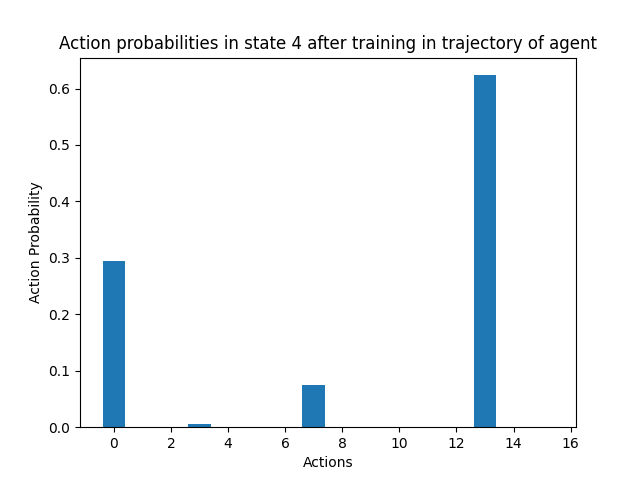 Action probabilities in state 4 after training in trajectory of agent
Action Probability
0.6
0.5
0.4
0.3
0.2
0.1
0.0
0 2 4 6 8 10 12 14 16
Actions